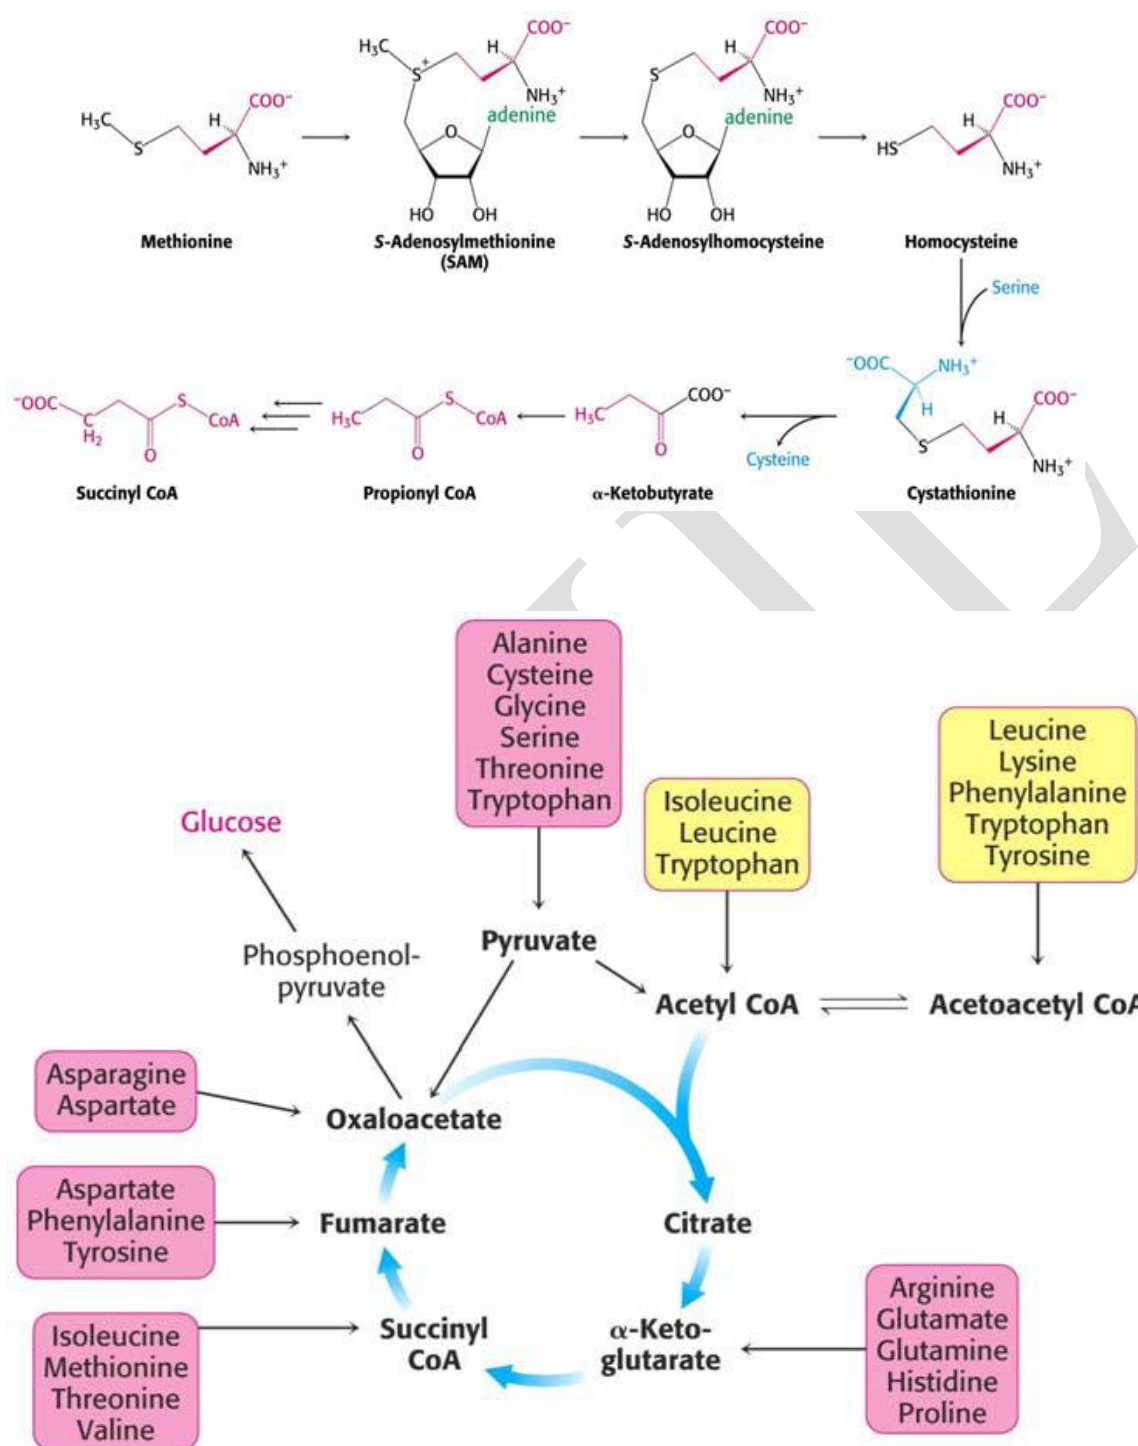 H₃C
S
H
COO⁻
NH₃⁺
Methionine
H₃C
S⁺
H
COO⁻
NH₃⁺
adenine
O
HO
OH
S-Adenosylmethionine
(SAM)
S
H
COO⁻
NH₃⁺
adenine
O
HO
OH
S-Adenosylhomocysteine
HS
H
COO⁻
NH₃⁺
Homocysteine
Serine
⁻OOC
NH₃⁺
H
S
H
COO⁻
NH₃⁺
Cystathionine
Cysteine
H₃C
COO⁻
O
α-Ketobutyrate
H₃C
S
CoA
O
Propionyl CoA
⁻OOC
C
H₂
S
CoA
O
Succinyl CoA
Alanine
Cysteine
Glycine
Serine
Threonine
Tryptophan
Isoleucine
Leucine
Tryptophan
Leucine
Lysine
Phenylalanine
Tryptophan
Tyrosine
Glucose
Phosphoenol-
pyruvate
Pyruvate
Acetyl CoA
Acetoacetyl CoA
Asparagine
Aspartate
Oxaloacetate
Aspartate
Phenylalanine
Tyrosine
Fumarate
Citrate
Isoleucine
Methionine
Threonine
Valine
Succinyl
CoA
α-Keto-
glutarate
Arginine
Glutamate
Glutamine
Histidine
Proline